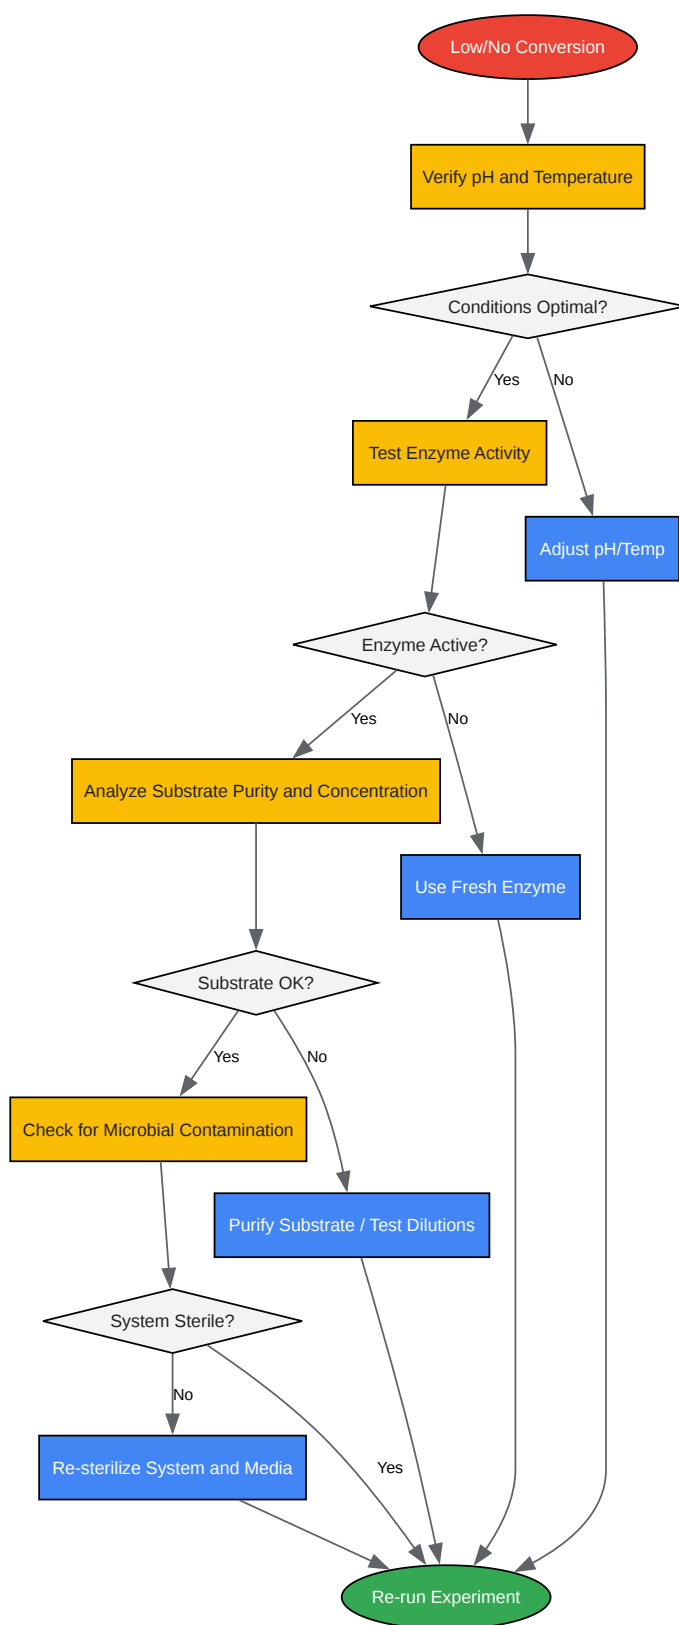 Low/No Conversion
Verify pH and Temperature
Conditions Optimal?
Yes
No
Test Enzyme Activity
Adjust pH/Temp
Enzyme Active?
Yes
No
Analyze Substrate Purity and Concentration
Use Fresh Enzyme
Substrate OK?
Yes
No
Check for Microbial Contamination
Purify Substrate / Test Dilutions
System Sterile?
No
Yes
Re-sterilize System and Media
Re-run Experiment